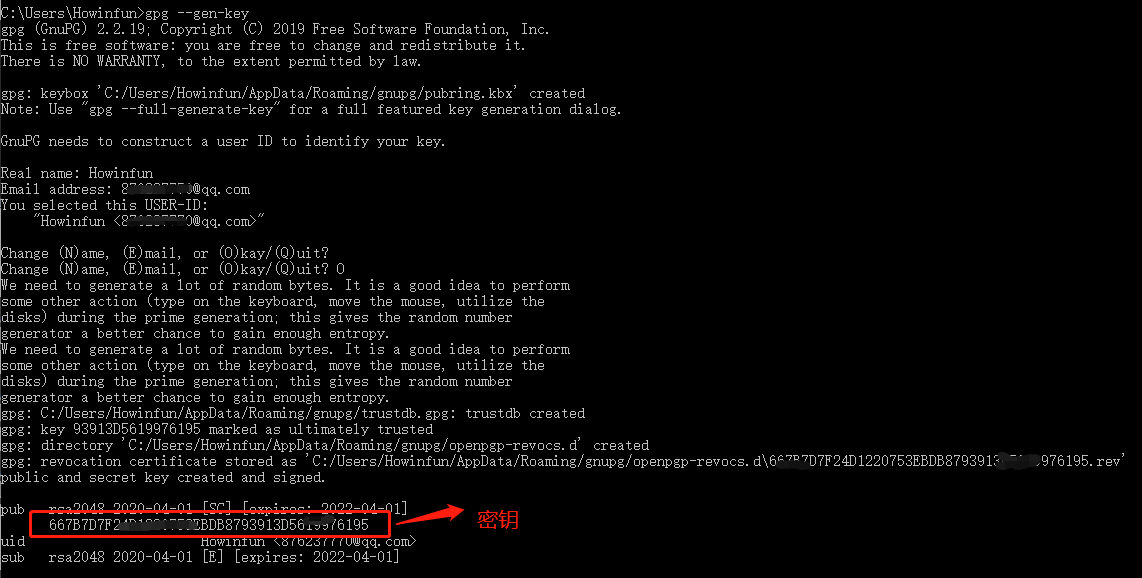 C:\Users\Howinfun>gpg --gen-key
gpg (GnuPG) 2.2.19; Copyright (C) 2019 Free Software Foundation, Inc.
This is free software: you are free to change and redistribute it.
There is NO WARRANTY, to the extent permitted by law.
gpg: keybox 'C:/Users/Howinfun/AppData/Roaming/gnupg/pubring.kbx' created
Note: Use "gpg --full-generate-key" for a full featured key generation dialog.
GnuPG needs to construct a user ID to identify your key.
Real name: Howinfun
Email address: @qq.com
You selected this USER-ID:
"Howinfun < @qq.com>"
Change (N)ame, (E)mail, or (O)kay/(Q)uit?
Change (N)ame, (E)mail, or (O)kay/(Q)uit? O
We need to generate a lot of random bytes. It is a good idea to perform
some other action (type on the keyboard, move the mouse, utilize the
disks) during the prime generation; this gives the random number
generator a better chance to gain enough entropy.
We need to generate a lot of random bytes. It is a good idea to perform
some other action (type on the keyboard, move the mouse, utilize the
disks) during the prime generation; this gives the random number
generator a better chance to gain enough entropy.
gpg: C:/Users/Howinfun/AppData/Roaming/gnupg/trustdb.gpg: trustdb created
gpg: key 93913D5619976195 marked as ultimately trusted
gpg: directory 'C:/Users/Howinfun/AppData/Roaming/gnupg/openpgp-revocs.d' created
gpg: revocation certificate stored as 'C:/Users/Howinfun/AppData/Roaming/gnupg/openpgp-revocs.d\ 976195.rev'
public and secret key created and signed.
pub rsa2048 2020-04-01 [SC] [expires: 2022-04-01]
密钥
uid Howinfun <876237770@qq.com>
sub rsa2048 2020-04-01 [E] [expires: 2022-04-01]